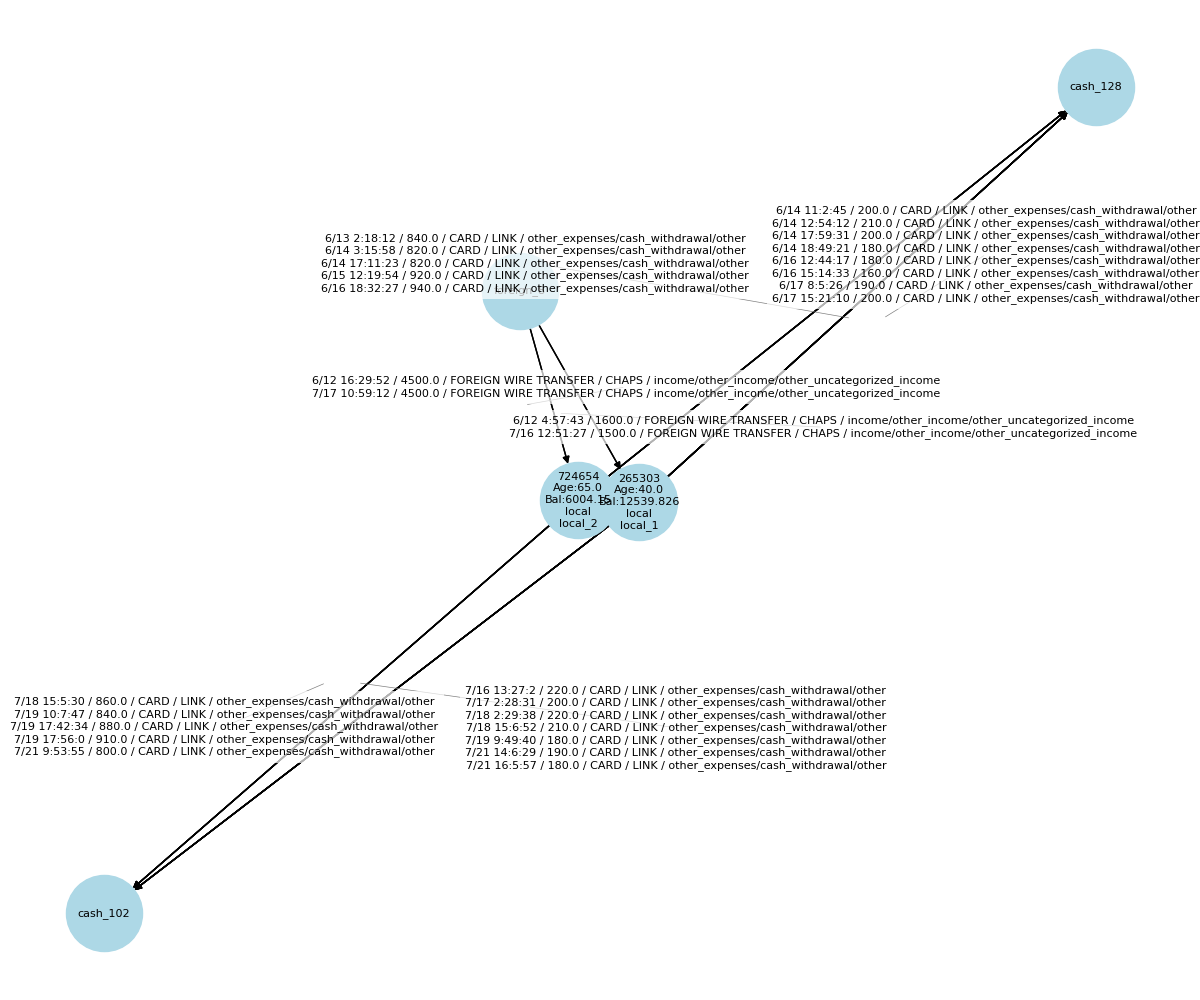 cash_128
6/14 11:2:45 / 200.0 / CARD / LINK / other_expenses/cash_withdrawal/other
6/14 12:54:12 / 210.0 / CARD / LINK / other_expenses/cash_withdrawal/other
6/14 17:59:31 / 200.0 / CARD / LINK / other_expenses/cash_withdrawal/other
6/14 18:49:21 / 180.0 / CARD / LINK / other_expenses/cash_withdrawal/other
6/16 12:44:17 / 180.0 / CARD / LINK / other_expenses/cash_withdrawal/other
6/16 15:14:33 / 160.0 / CARD / LINK / other_expenses/cash_withdrawal/other
6/17 8:5:26 / 190.0 / CARD / LINK / other_expenses/cash_withdrawal/other
6/17 15:21:10 / 200.0 / CARD / LINK / other_expenses/cash_withdrawal/other
6/13 2:18:12 / 840.0 / CARD / LINK / other_expenses/cash_withdrawal/other
6/14 3:15:58 / 820.0 / CARD / LINK / other_expenses/cash_withdrawal/other
6/14 17:11:23 / 820.0 / CARD / LINK / other_expenses/cash_withdrawal/other
6/15 12:19:54 / 920.0 / CARD / LINK / other_expenses/cash_withdrawal/other
6/16 18:32:27 / 940.0 / CARD / LINK / other_expenses/cash_withdrawal/other
6/12 16:29:52 / 4500.0 / FOREIGN WIRE TRANSFER / CHAPS / income/other_income/other_uncategorized_income
7/17 10:59:12 / 4500.0 / FOREIGN WIRE TRANSFER / CHAPS / income/other_income/other_uncategorized_income
6/12 4:57:43 / 1600.0 / FOREIGN WIRE TRANSFER / CHAPS / income/other_income/other_uncategorized_income
7/16 12:51:27 / 1500.0 / FOREIGN WIRE TRANSFER / CHAPS / income/other_income/other_uncategorized_income
724654
Age:65.0
Bal:6004.15
local
local_2
265303
Age:40.0
Bal:12539.826
local
local_1
7/18 15:5:30 / 860.0 / CARD / LINK / other_expenses/cash_withdrawal/other
7/19 10:7:47 / 840.0 / CARD / LINK / other_expenses/cash_withdrawal/other
7/19 17:42:34 / 880.0 / CARD / LINK / other_expenses/cash_withdrawal/other
7/19 17:56:0 / 910.0 / CARD / LINK / other_expenses/cash_withdrawal/other
7/21 9:53:55 / 800.0 / CARD / LINK / other_expenses/cash_withdrawal/other
7/16 13:27:2 / 220.0 / CARD / LINK / other_expenses/cash_withdrawal/other
7/17 2:28:31 / 200.0 / CARD / LINK / other_expenses/cash_withdrawal/other
7/18 2:29:38 / 220.0 / CARD / LINK / other_expenses/cash_withdrawal/other
7/18 15:6:52 / 210.0 / CARD / LINK / other_expenses/cash_withdrawal/other
7/19 9:49:40 / 180.0 / CARD / LINK / other_expenses/cash_withdrawal/other
7/21 14:6:29 / 190.0 / CARD / LINK / other_expenses/cash_withdrawal/other
7/21 16:5:57 / 180.0 / CARD / LINK / other_expenses/cash_withdrawal/other
cash_102